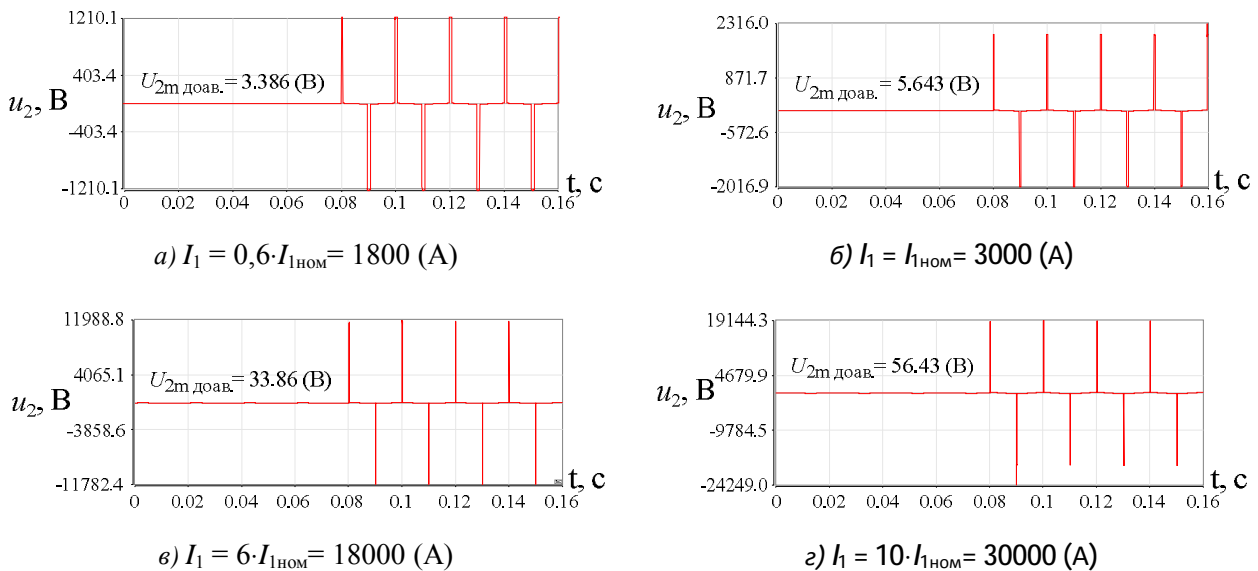 1210.1
403.4
-403.4
-1210.1
u₂, В
U₂ₘ доав.= 3.386 (В)
0 0.02 0.04 0.06 0.08 0.1 0.12 0.14 0.16
t, с
а) I₁ = 0,6·I₁ном= 1800 (А)
2316.0
871.7
-572.6
-2016.9
u₂, В
U₂ₘ доав.= 5.643 (В)
0 0.02 0.04 0.06 0.08 0.1 0.12 0.14 0.16
t, с
б) I₁ = I₁ном= 3000 (А)
11988.8
4065.1
-3858.6
-11782.4
u₂, В
U₂ₘ доав.= 33.86 (В)
0 0.02 0.04 0.06 0.08 0.1 0.12 0.14 0.16
t, с
в) I₁ = 6·I₁ном= 18000 (А)
19144.3
4679.9
-9784.5
-24249.0
u₂, В
U₂ₘ доав.= 56.43 (В)
0 0.02 0.04 0.06 0.08 0.1 0.12 0.14 0.16
t, с
г) I₁ = 10·I₁ном= 30000 (А)